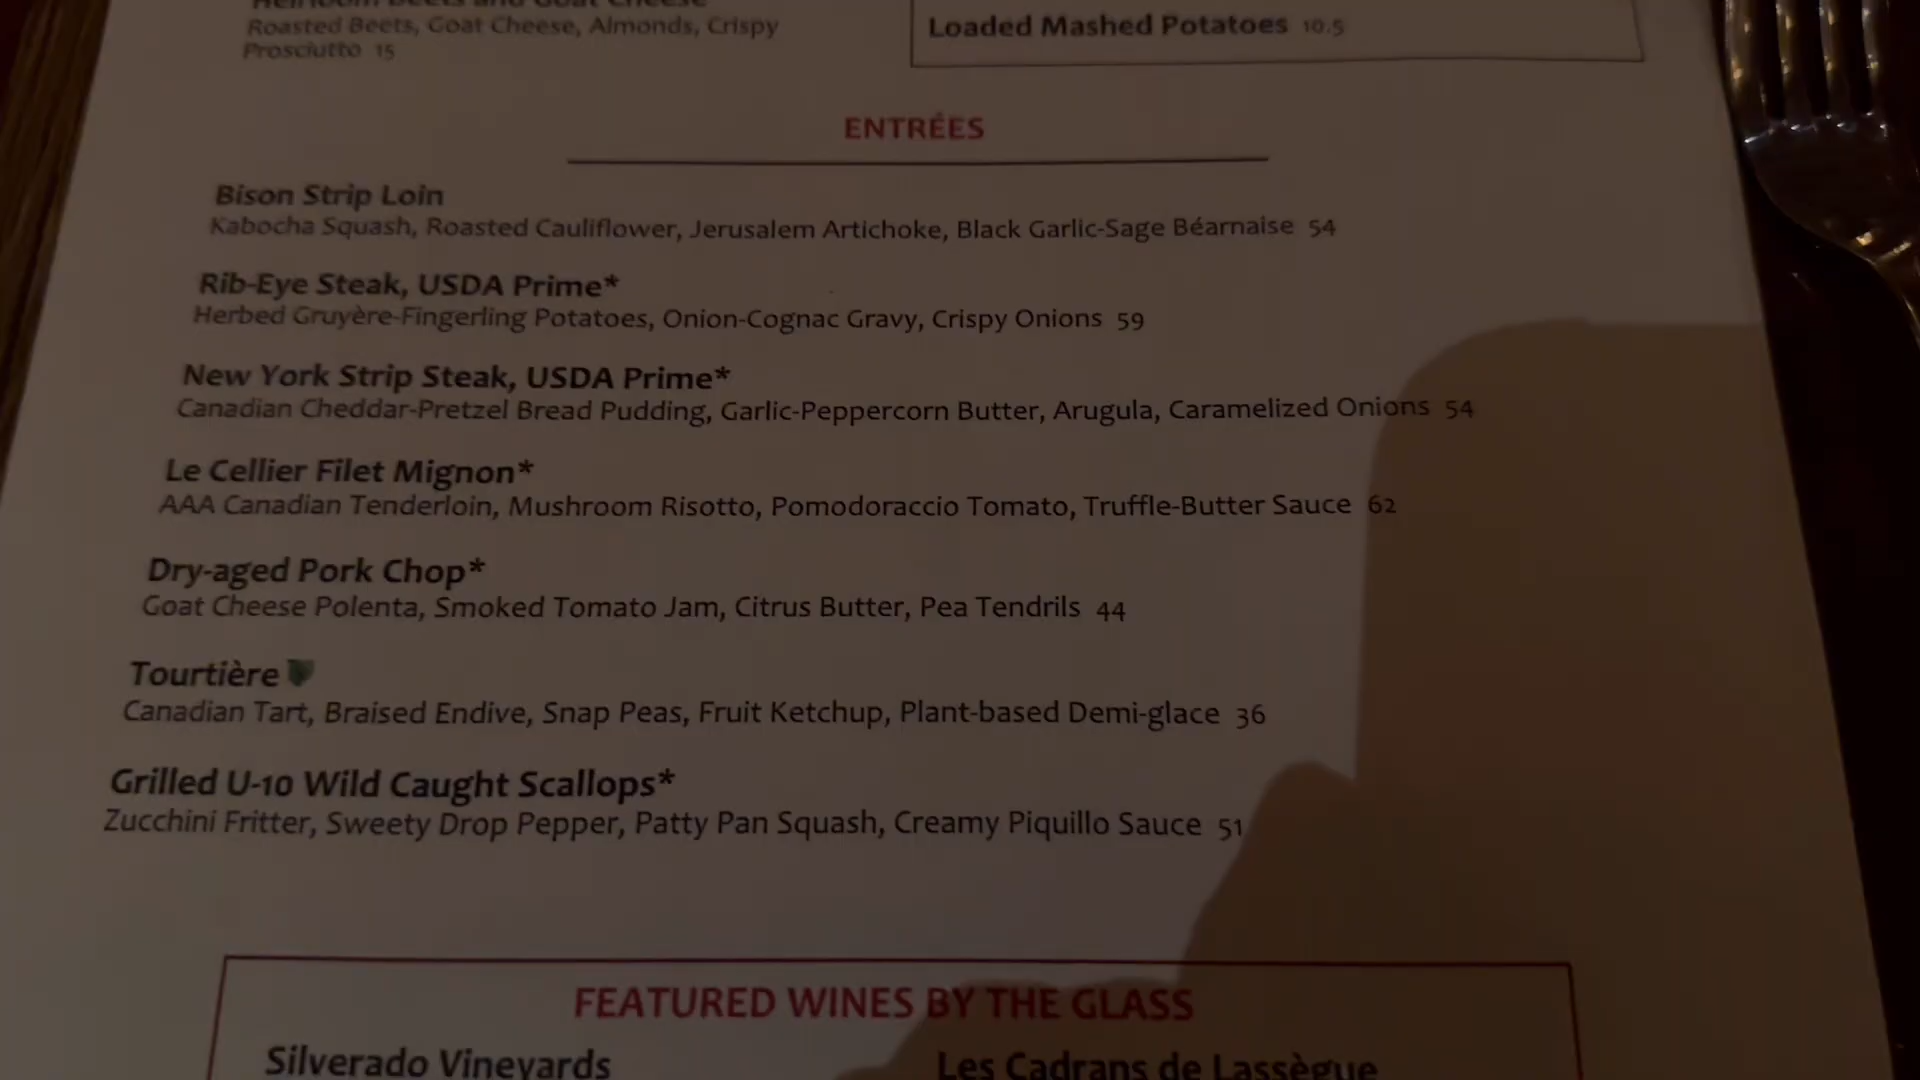 Heirloom Beets and Goat Cheese
Roasted Beets, Goat Cheese, Almonds, Crispy
Prosciutto 15
Loaded Mashed Potatoes 10.5
ENTRÉES
Bison Strip Loin
Kabocha Squash, Roasted Cauliflower, Jerusalem Artichoke, Black Garlic-Sage Béarnaise 54
Rib-Eye Steak, USDA Prime*
Herbed Gruyère-Fingerling Potatoes, Onion-Cognac Gravy, Crispy Onions 59
New York Strip Steak, USDA Prime*
Canadian Cheddar-Pretzel Bread Pudding, Garlic-Peppercorn Butter, Arugula, Caramelized Onions 54
Le Cellier Filet Mignon*
AAA Canadian Tenderloin, Mushroom Risotto, Pomodoraccio Tomato, Truffle-Butter Sauce 62
Dry-aged Pork Chop*
Goat Cheese Polenta, Smoked Tomato Jam, Citrus Butter, Pea Tendrils 44
Tourtière
Canadian Tart, Braised Endive, Snap Peas, Fruit Ketchup, Plant-based Demi-glace 36
Grilled U-10 Wild Caught Scallops*
Zucchini Fritter, Sweety Drop Pepper, Patty Pan Squash, Creamy Piquillo Sauce 51
FEATURED WINES BY THE GLASS
Silverado Vineyards
Les Cadrans de Lassègue